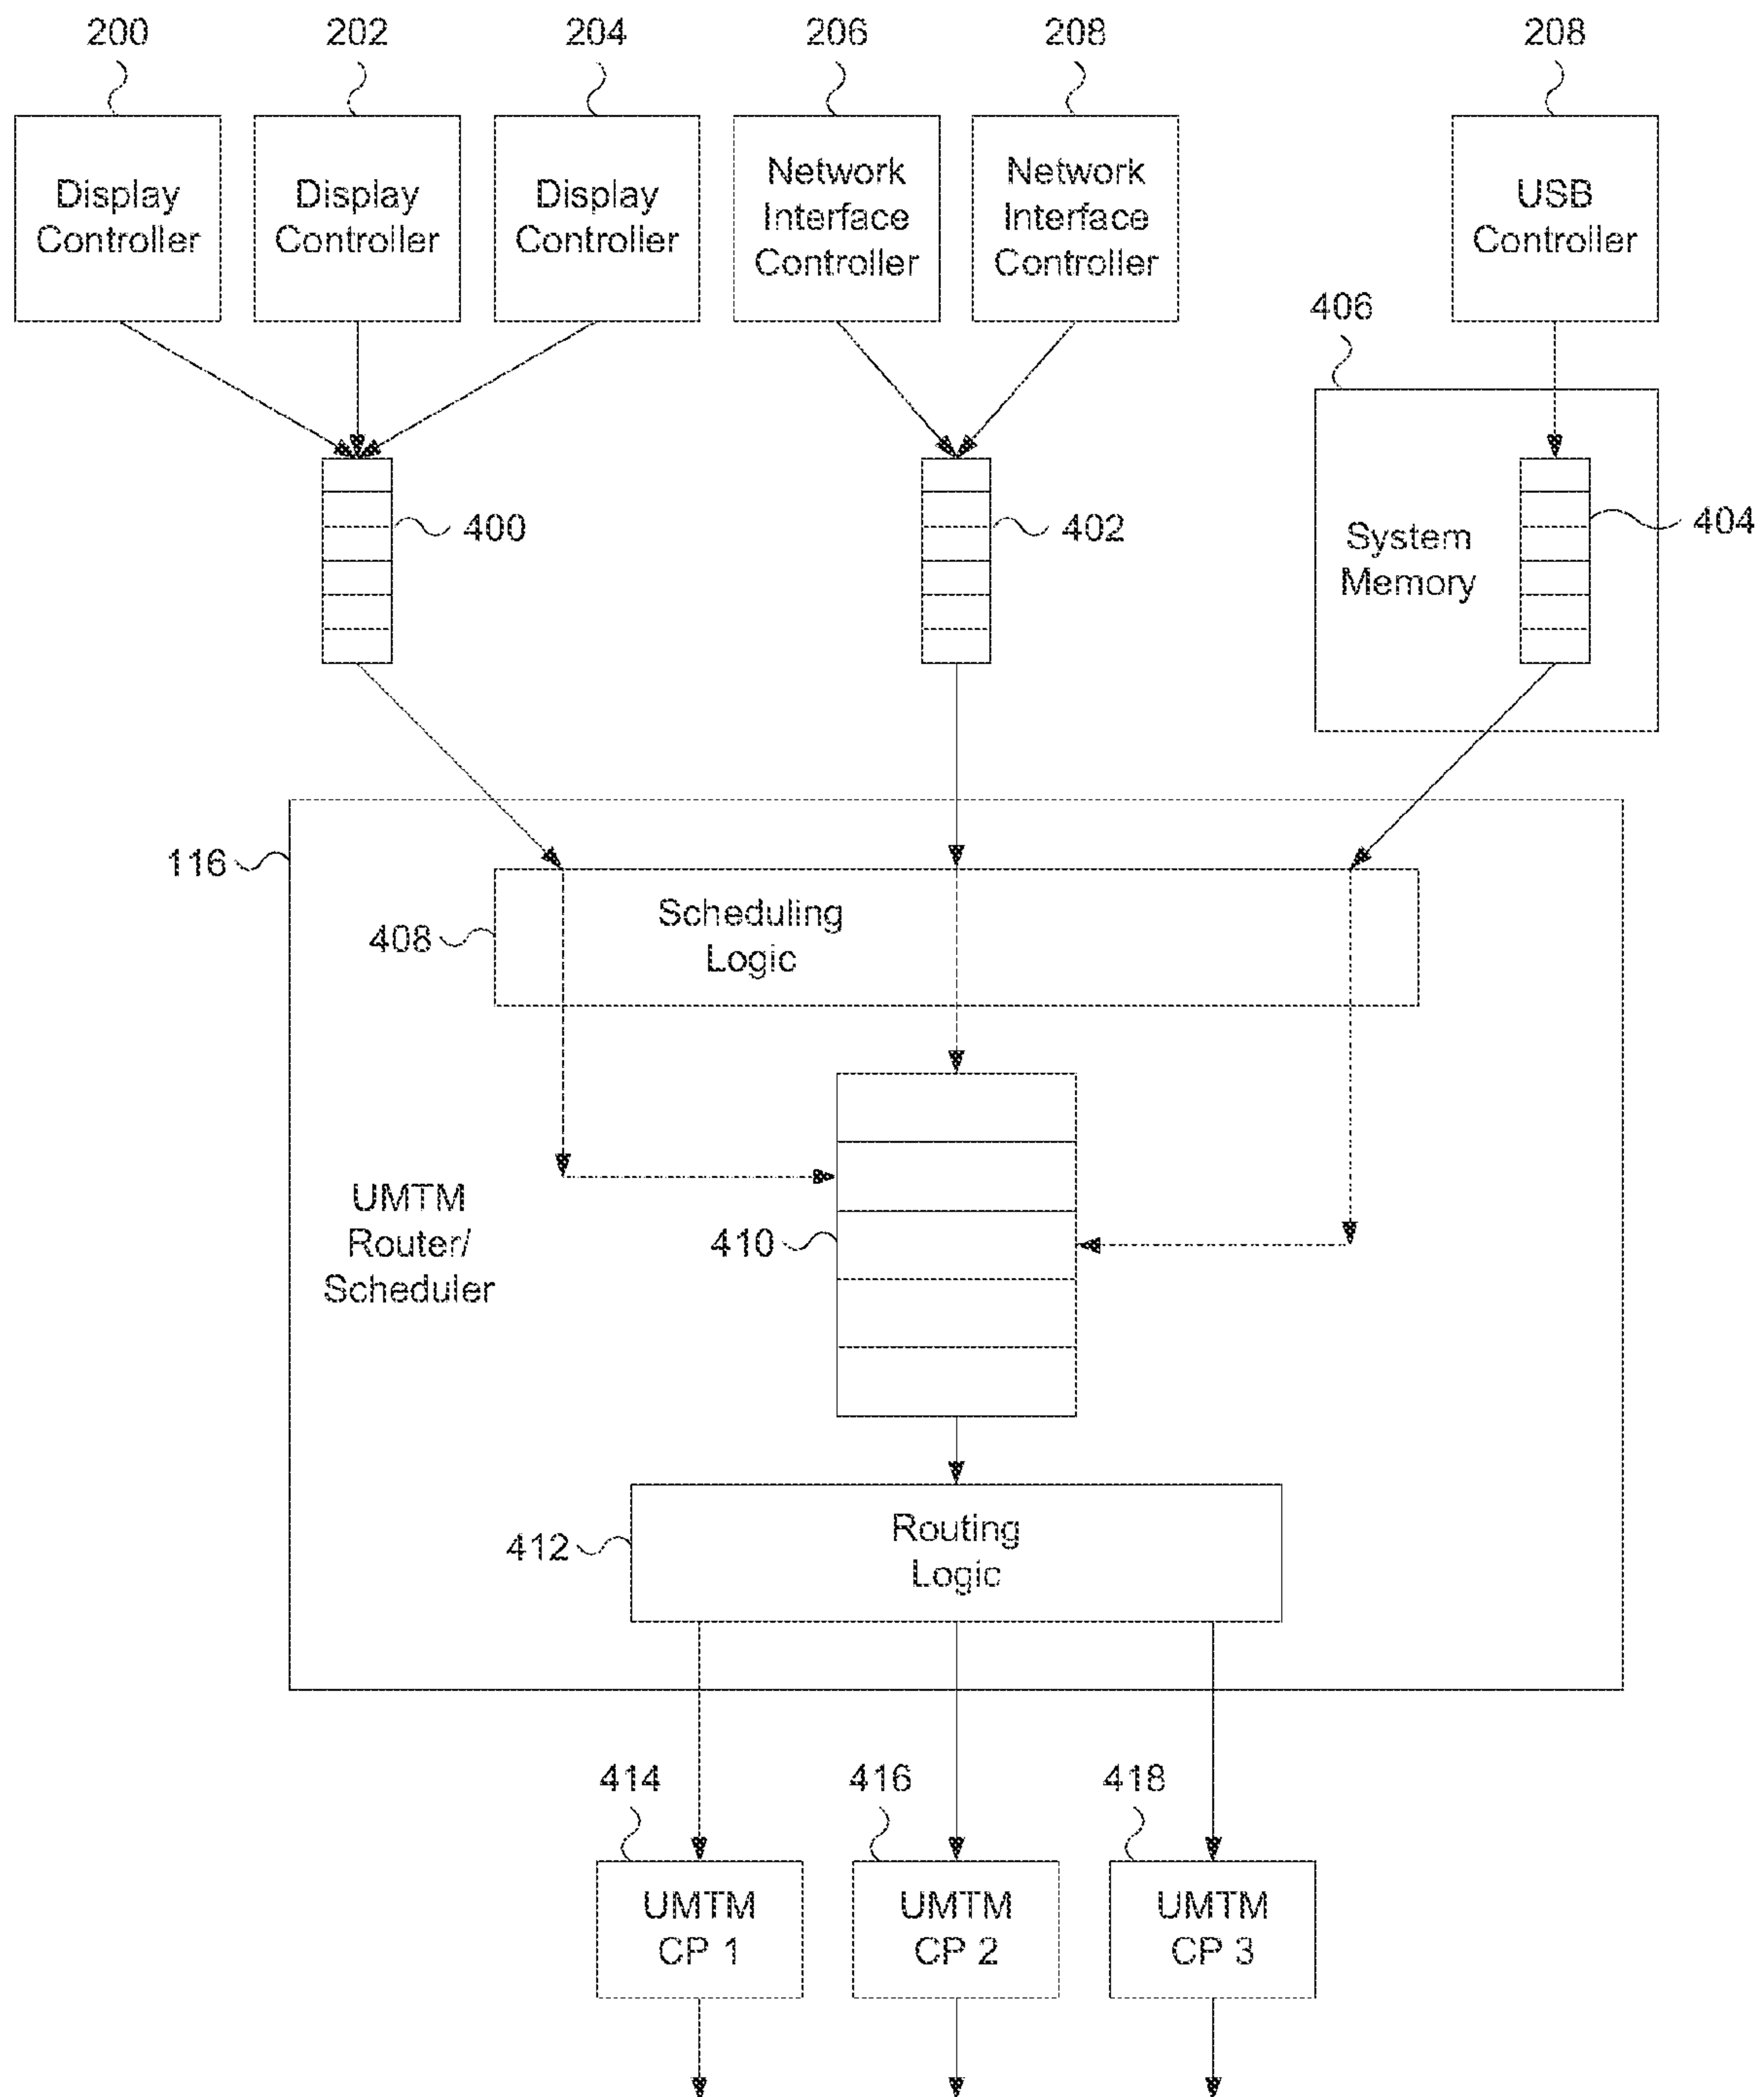 200
202
204
206
208
208
Display
Controller
Display
Controller
Display
Controller
Network
Interface
Controller
Network
Interface
Controller
USB
Controller
406
400
402
System
Memory
404
116
408
Scheduling
Logic
UMTM
Router/
Scheduler
410
412
Routing
Logic
414
416
418
UMTM
CP 1
UMTM
CP 2
UMTM
CP 3